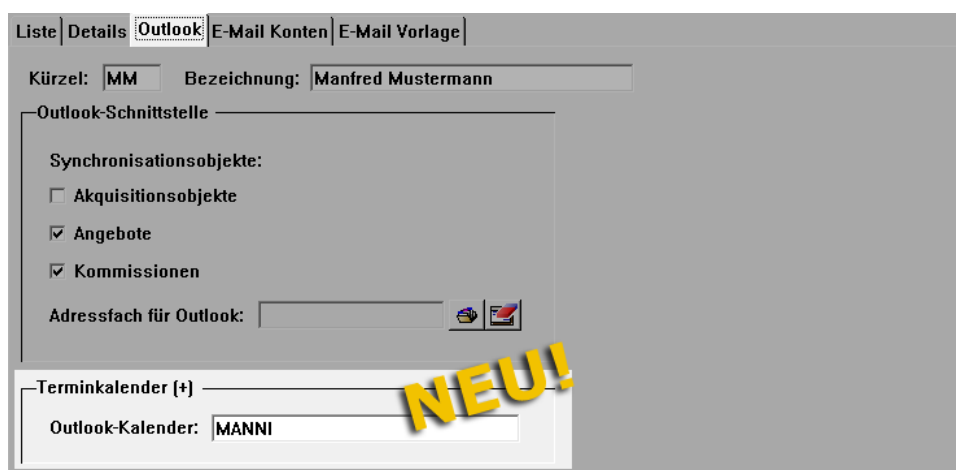 Liste Details Outlook E-Mail Konten E-Mail Vorlage
Kürzel: MM Bezeichnung: Manfred Mustermann
Outlook-Schnittstelle
Synchronisationsobjekte:
Akquisitionsobjekte
Angebote
Kommissionen
Adressfach für Outlook:
NEU!
Terminkalender (+)
Outlook-Kalender: MANNI